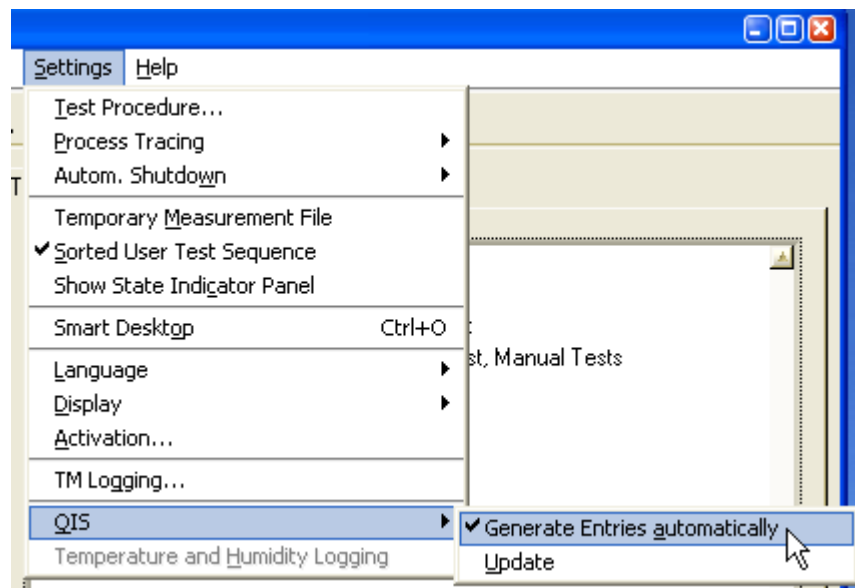 Settings Help
Test Procedure...
Process Tracing
T
Autom. Shutdown
Temporary Measurement File
Sorted User Test Sequence
Show State Indicator Panel
Smart Desktop Ctrl+O
st, Manual Tests
Language
Display
Activation...
TM Logging...
QIS
Generate Entries automatically
Temperature and Humidity Logging
Update